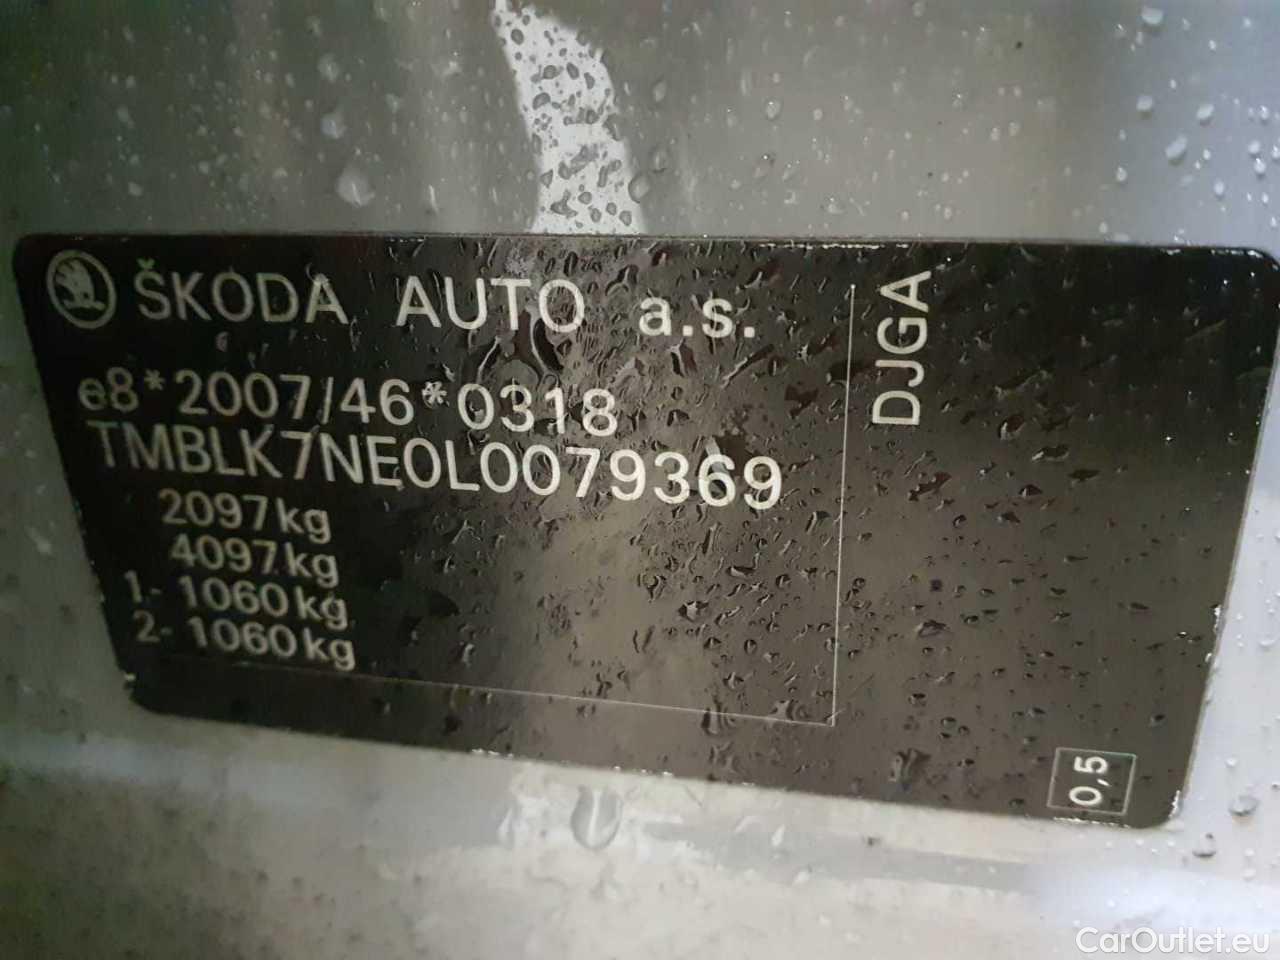 ŠKODA AUTO a.s.
e8*2007/46*0318
TMBLK7NE0L0079369
2097kg
4097kg
1- 1060kg
2- 1060kg
DJGA
0,5
CarOutlet.eu